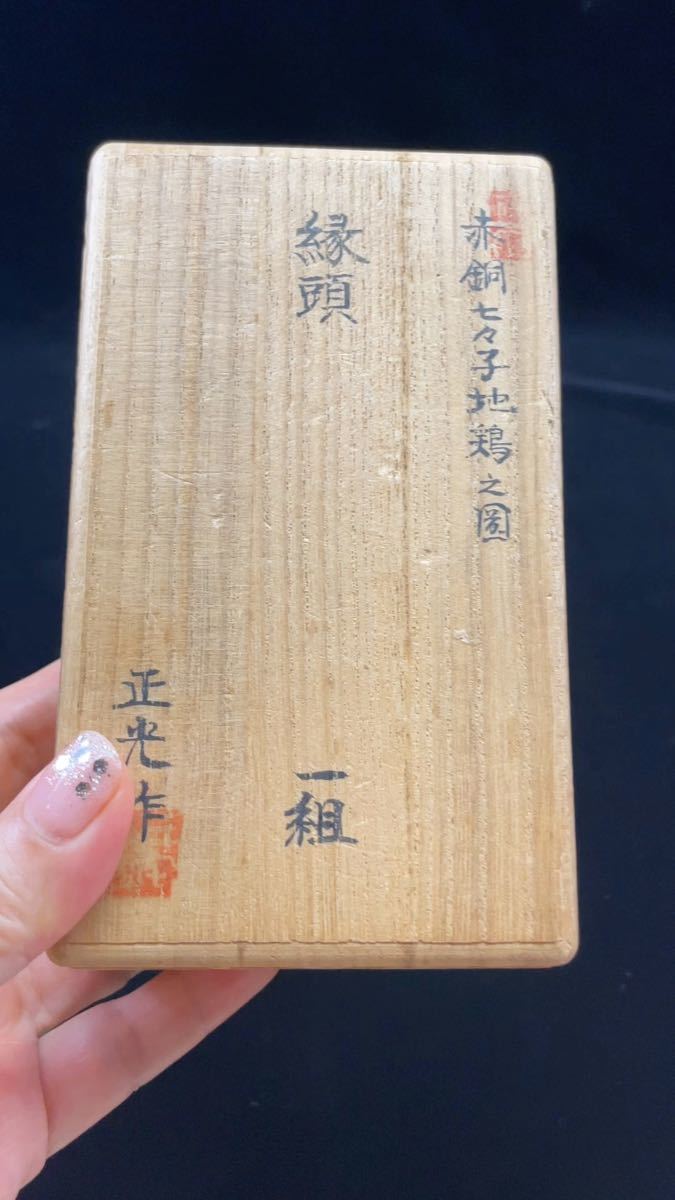 赤銅七々子地鶏之図
縁頭 一組
正光作